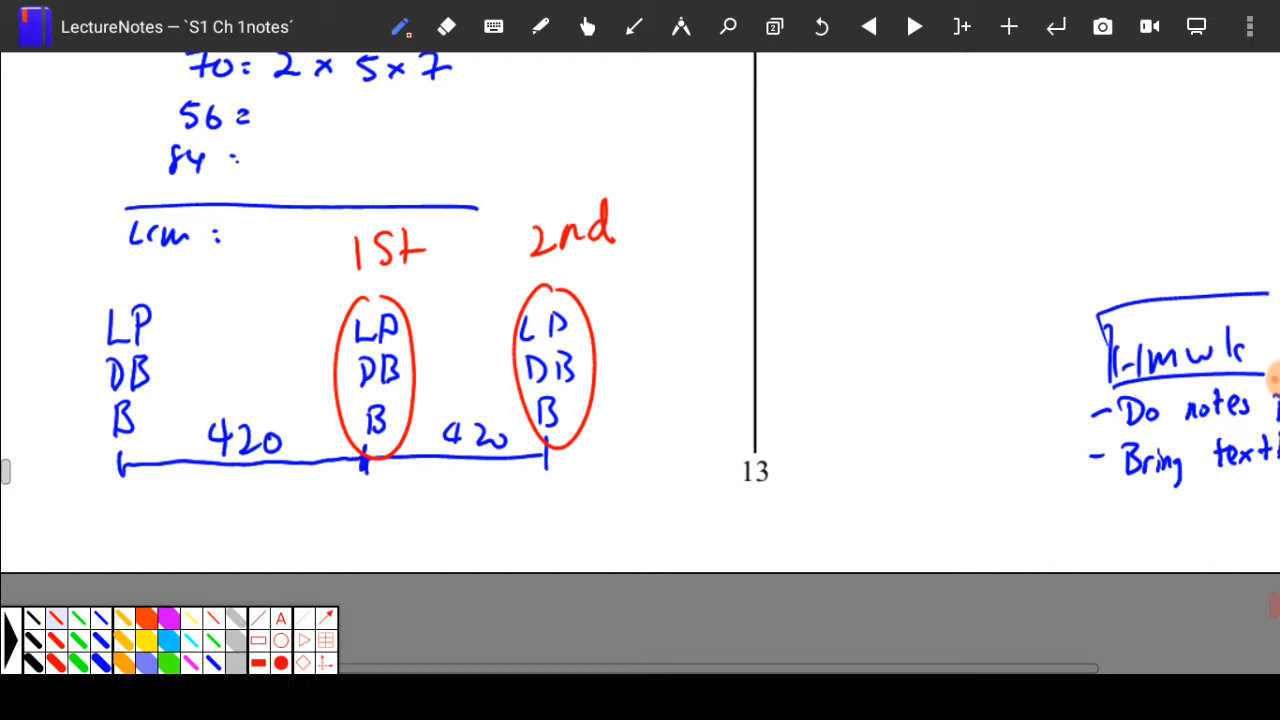 LectureNotes — `S1 Ch 1notes´
70 = 2 × 5 × 7
56 =
84 :
Lcm :
1St 2nd
LP LP LP
DB DB DB
B B B
420 420
13
Hmwk
- Do notes
- Bring text